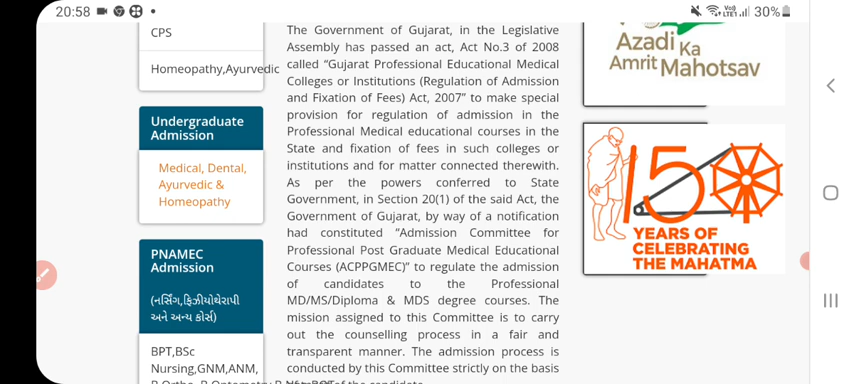 20:58
Vo))
LTE1
30%
CPS
Homeopathy,Ayurvedic
Undergraduate
Admission
Medical, Dental,
Ayurvedic &
Homeopathy
PNAMEC
Admission
(નર્સિંગ,ફિઝીયોથેરાપી
અને અન્ય કોર્સ)
BPT,BSc
Nursing,GNM,ANM,
The Government of Gujarat, in the Legislative
Assembly has passed an act, Act No.3 of 2008
called “Gujarat Professional Educational Medical
Colleges or Institutions (Regulation of Admission
and Fixation of Fees) Act, 2007” to make special
provision for regulation of admission in the
Professional Medical educational courses in the
State and fixation of fees in such colleges or
institutions and for matter connected therewith.
As per the powers conferred to State
Government, in Section 20(1) of the said Act, the
Government of Gujarat, by way of a notification
had constituted “Admission Committee for
Professional Post Graduate Medical Educational
Courses (ACPPGMEC)” to regulate the admission
of candidates to the Professional
MD/MS/Diploma & MDS degree courses. The
mission assigned to this Committee is to carry
out the counselling process in a fair and
transparent manner. The admission process is
conducted by this Committee strictly on the basis
Azadi Ka
Amrit Mahotsav
150
YEARS OF
CELEBRATING
THE MAHATMA